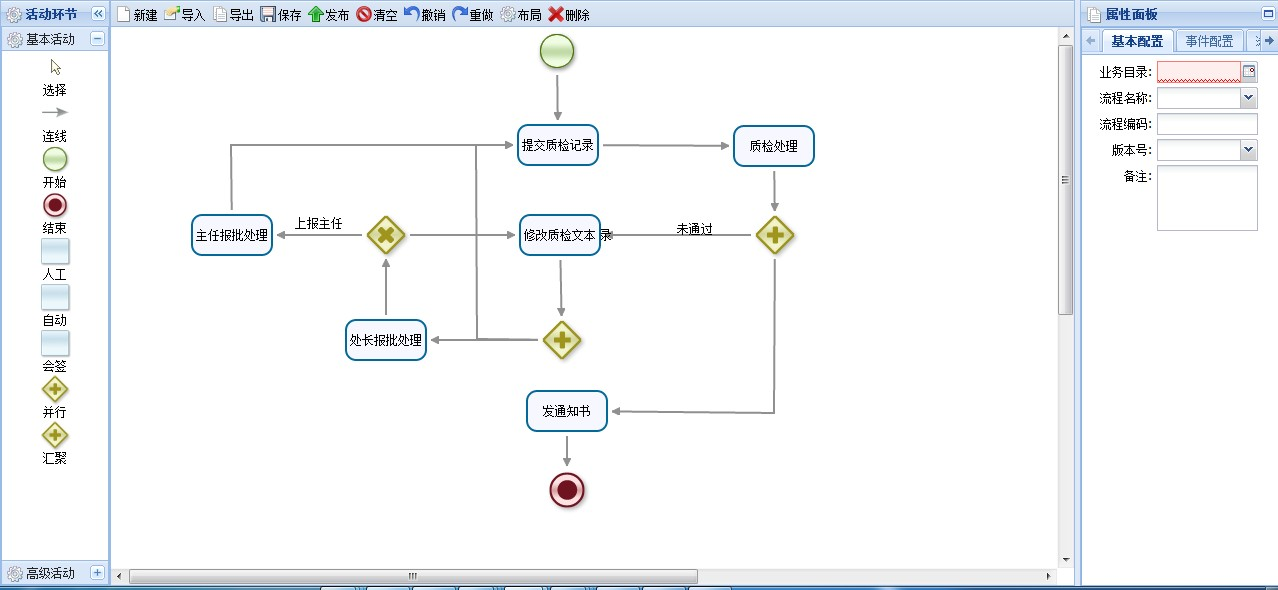 活动环节
基本活动
选择
连线
开始
结束
人工
自动
会签
并行
汇聚
高级活动
新建 导入 导出 保存 发布 清空 撤销 重做 布局 删除
提交质检记录
质检处理
主任报批处理
上报主任
修改质检文本
录
未通过
处长报批处理
发通知书
属性面板
基本配置 事件配置
业务目录:
流程名称:
流程编码:
版本号:
备注: